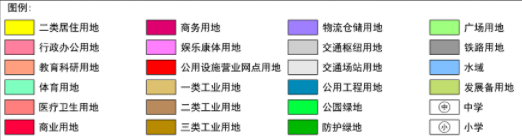 图例：
二类居住用地 商务用地 物流仓储用地 广场用地
行政办公用地 娱乐康体用地 交通枢纽用地 铁路用地
教育科研用地 公用设施营业网点用地 交通场站用地 水域
体育用地 一类工业用地 公用工程用地 发展备用地
医疗卫生用地 二类工业用地 公园绿地 中 中学
商业用地 三类工业用地 防护绿地 小 小学